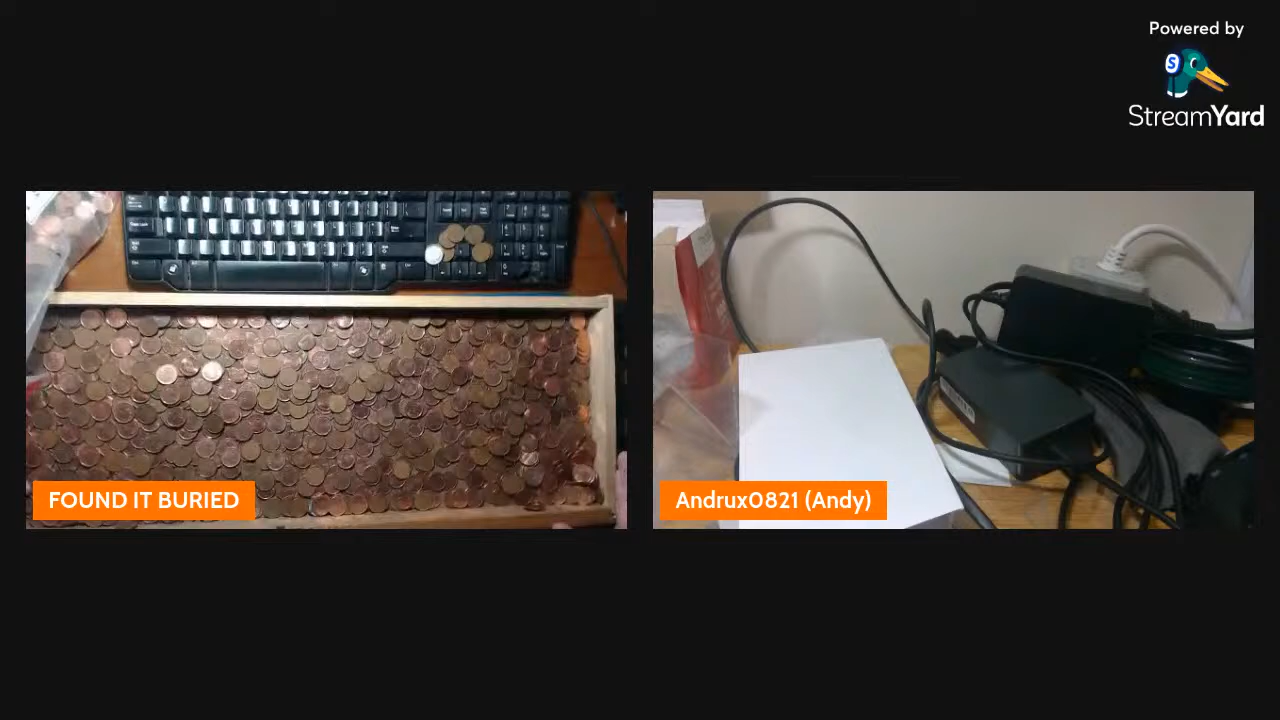 Powered by
S
StreamYard
FOUND IT BURIED
Andrux0821 (Andy)